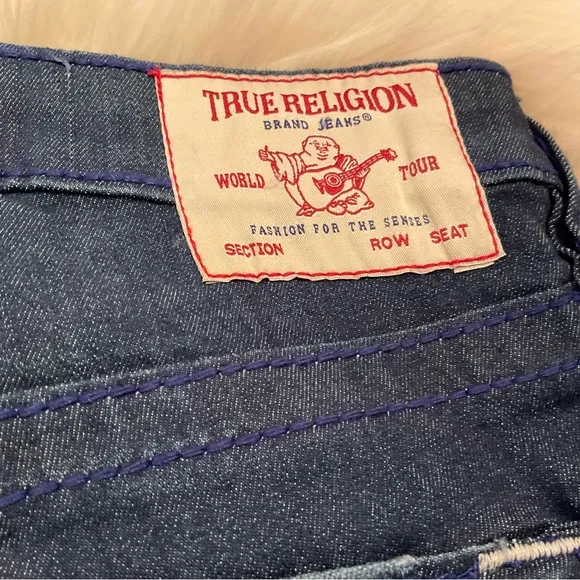 TRUE RELIGION
BRAND JEANS®
WORLD TOUR
FASHION FOR THE SENSES
SECTION ROW SEAT